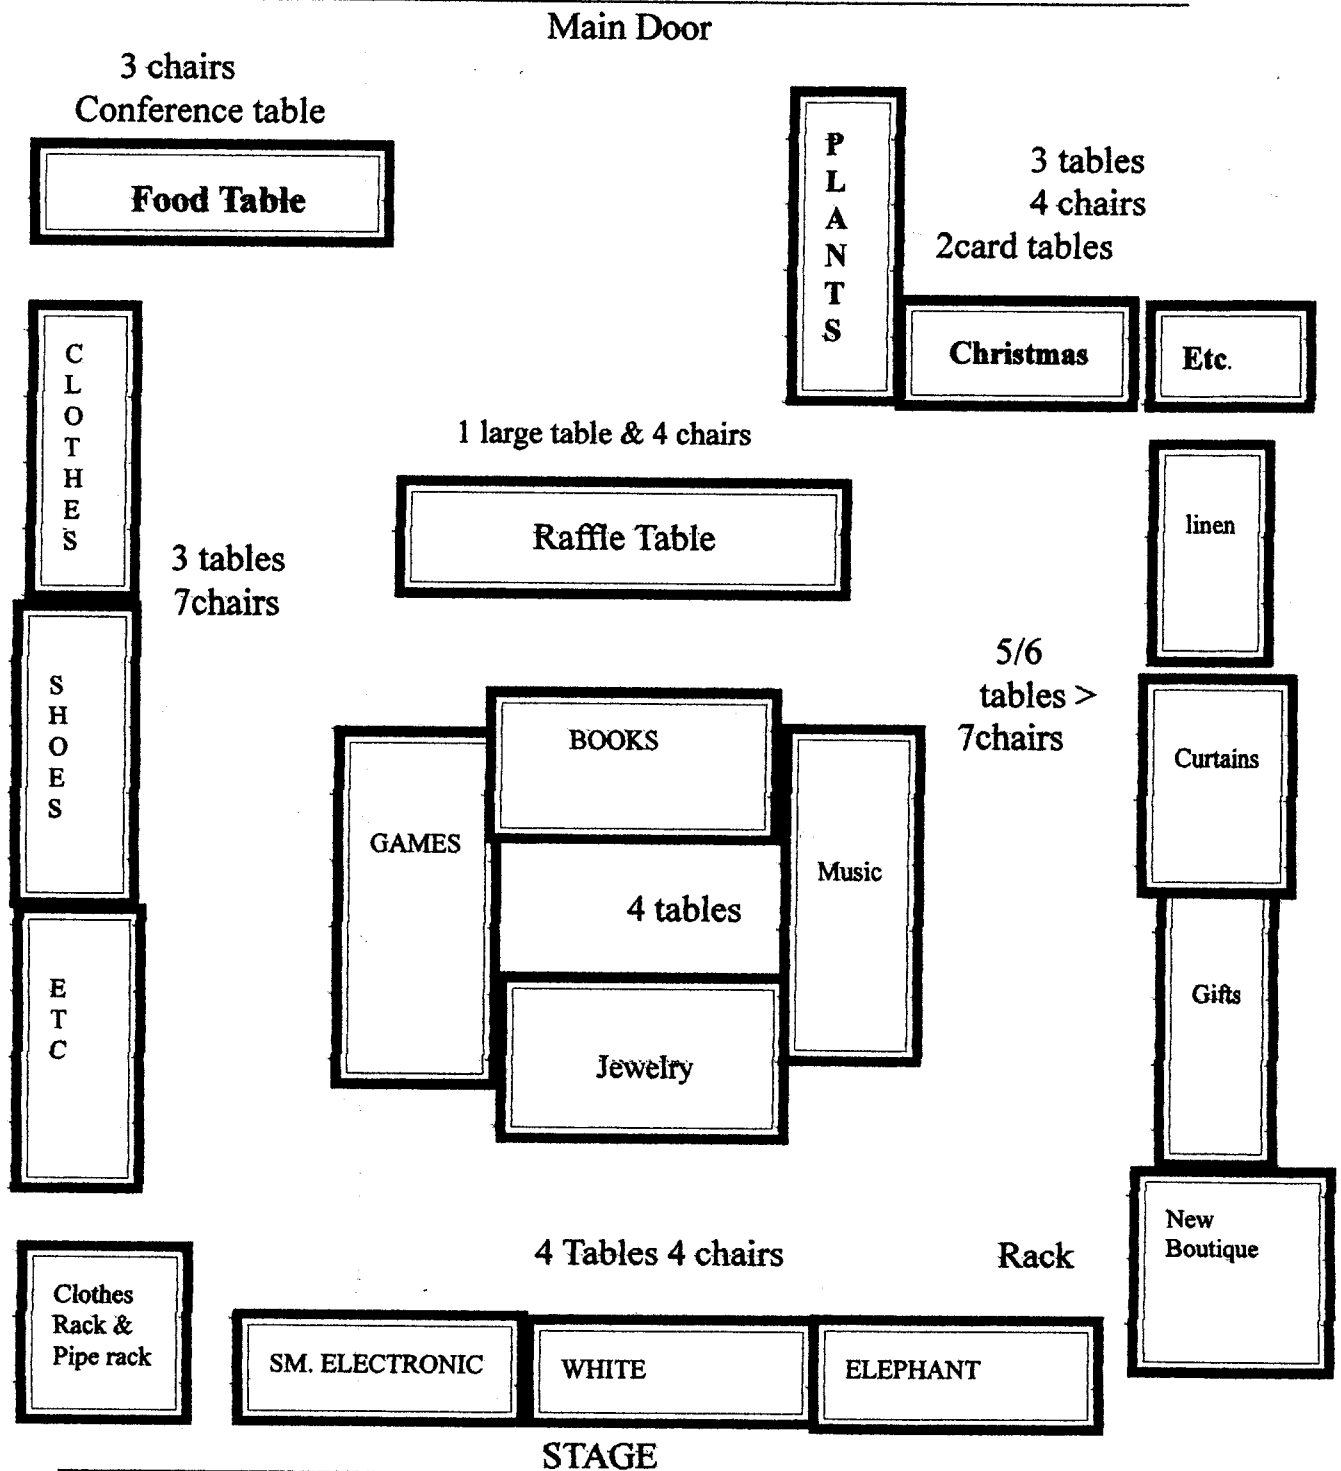 Main Door
3 chairs
Conference table
Food Table
PLANTS
3 tables
4 chairs
2card tables
Christmas
Etc.
CLOTHES
1 large table & 4 chairs
Raffle Table
linen
3 tables
7chairs
SHOES
5/6
tables >
7chairs
BOOKS
Curtains
GAMES
Music
4 tables
ETC
Gifts
Jewelry
New
Boutique
4 Tables 4 chairs
Rack
Clothes
Rack &
Pipe rack
SM. ELECTRONIC
WHITE
ELEPHANT
STAGE